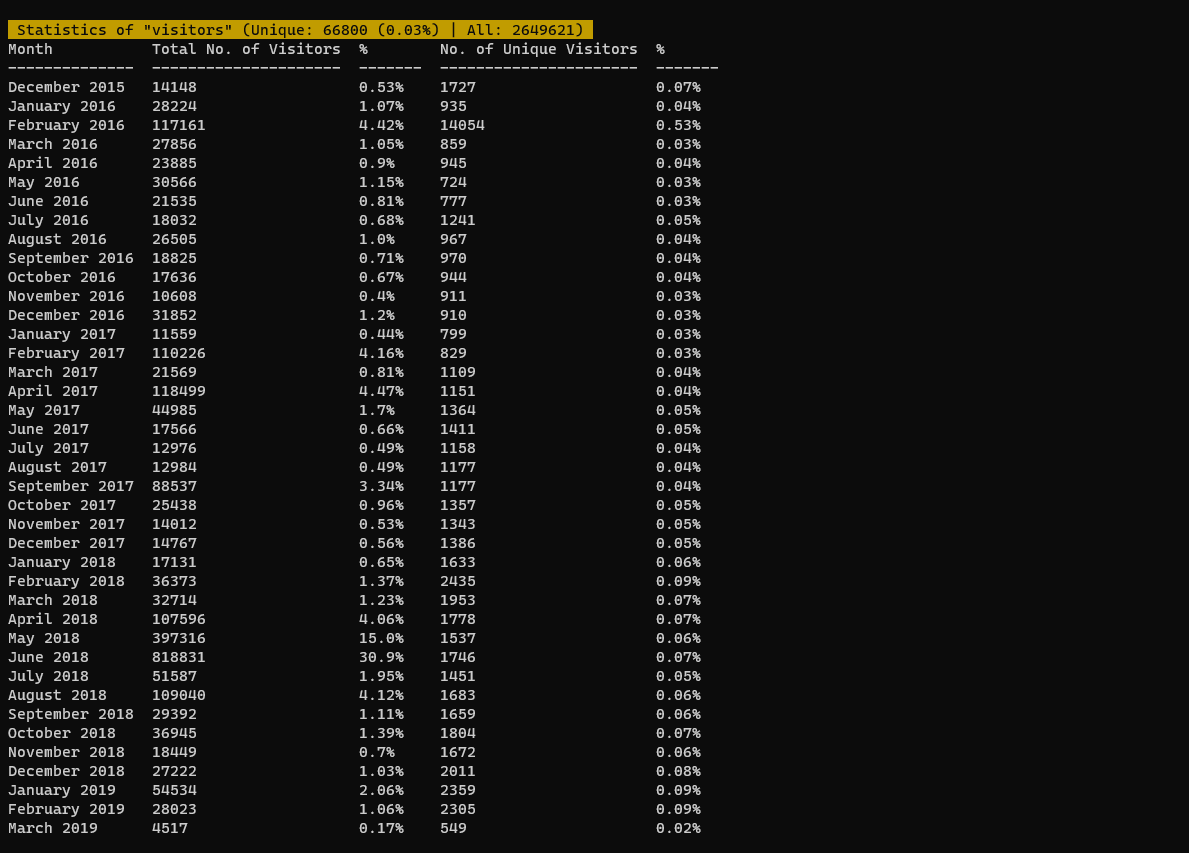 Statistics of "visitors" (Unique: 66800 (0.03%) | All: 2649621)
Month Total No. of Visitors % No. of Unique Visitors %
-------------- --------------------- ------- ---------------------- -------
December 2015 14148 0.53% 1727 0.07%
January 2016 28224 1.07% 935 0.04%
February 2016 117161 4.42% 14054 0.53%
March 2016 27856 1.05% 859 0.03%
April 2016 23885 0.9% 945 0.04%
May 2016 30566 1.15% 724 0.03%
June 2016 21535 0.81% 777 0.03%
July 2016 18032 0.68% 1241 0.05%
August 2016 26505 1.0% 967 0.04%
September 2016 18825 0.71% 970 0.04%
October 2016 17636 0.67% 944 0.04%
November 2016 10608 0.4% 911 0.03%
December 2016 31852 1.2% 910 0.03%
January 2017 11559 0.44% 799 0.03%
February 2017 110226 4.16% 829 0.03%
March 2017 21569 0.81% 1109 0.04%
April 2017 118499 4.47% 1151 0.04%
May 2017 44985 1.7% 1364 0.05%
June 2017 17566 0.66% 1411 0.05%
July 2017 12976 0.49% 1158 0.04%
August 2017 12984 0.49% 1177 0.04%
September 2017 88537 3.34% 1177 0.04%
October 2017 25438 0.96% 1357 0.05%
November 2017 14012 0.53% 1343 0.05%
December 2017 14767 0.56% 1386 0.05%
January 2018 17131 0.65% 1633 0.06%
February 2018 36373 1.37% 2435 0.09%
March 2018 32714 1.23% 1953 0.07%
April 2018 107596 4.06% 1778 0.07%
May 2018 397316 15.0% 1537 0.06%
June 2018 818831 30.9% 1746 0.07%
July 2018 51587 1.95% 1451 0.05%
August 2018 109040 4.12% 1683 0.06%
September 2018 29392 1.11% 1659 0.06%
October 2018 36945 1.39% 1804 0.07%
November 2018 18449 0.7% 1672 0.06%
December 2018 27222 1.03% 2011 0.08%
January 2019 54534 2.06% 2359 0.09%
February 2019 28023 1.06% 2305 0.09%
March 2019 4517 0.17% 549 0.02%